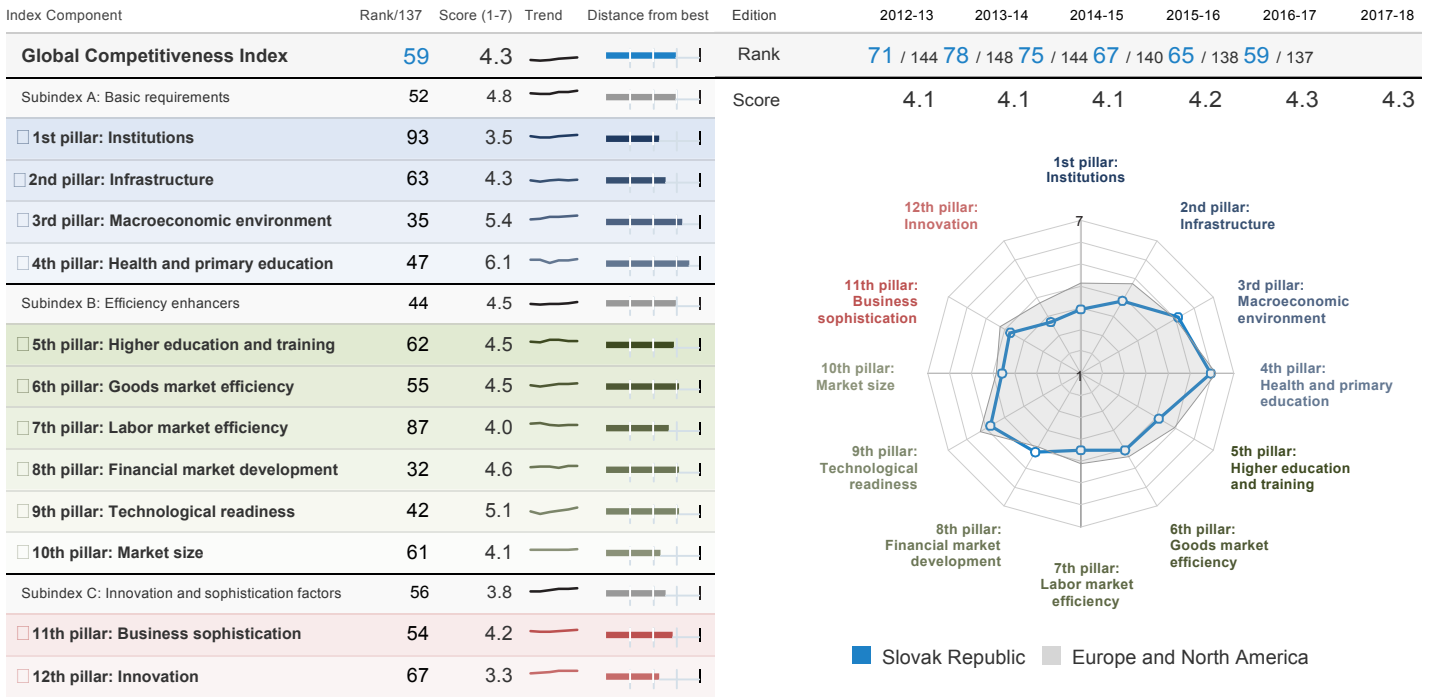 Index Component Rank/137 Score (1-7) Trend Distance from best
Global Competitiveness Index 59 4.3
Subindex A: Basic requirements 52 4.8
1st pillar: Institutions 93 3.5
2nd pillar: Infrastructure 63 4.3
3rd pillar: Macroeconomic environment 35 5.4
4th pillar: Health and primary education 47 6.1
Subindex B: Efficiency enhancers 44 4.5
5th pillar: Higher education and training 62 4.5
6th pillar: Goods market efficiency 55 4.5
7th pillar: Labor market efficiency 87 4.0
8th pillar: Financial market development 32 4.6
9th pillar: Technological readiness 42 5.1
10th pillar: Market size 61 4.1
Subindex C: Innovation and sophistication factors 56 3.8
11th pillar: Business sophistication 54 4.2
12th pillar: Innovation 67 3.3
Edition 2012-13 2013-14 2014-15 2015-16 2016-17 2017-18
Rank 71 / 144 78 / 148 75 / 144 67 / 140 65 / 138 59 / 137
Score 4.1 4.1 4.1 4.2 4.3 4.3
1st pillar:
Institutions
2nd pillar:
Infrastructure
3rd pillar:
Macroeconomic
environment
4th pillar:
Health and primary
education
5th pillar:
Higher education
and training
6th pillar:
Goods market
efficiency
7th pillar:
Labor market
efficiency
8th pillar:
Financial market
development
9th pillar:
Technological
readiness
10th pillar:
Market size
11th pillar:
Business
sophistication
12th pillar:
Innovation
7
1
Slovak Republic Europe and North America